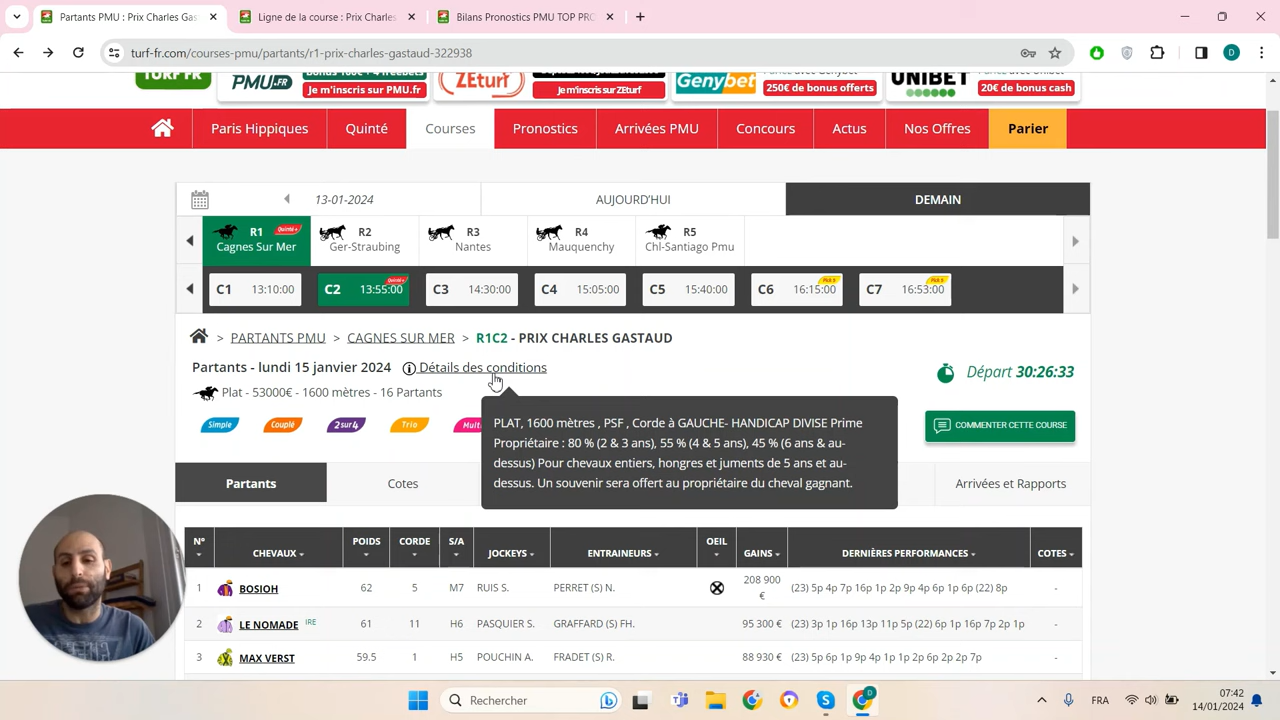 Partants PMU : Prix Charles Gas
Ligne de la course : Prix Charles
Bilans Pronostics PMU TOP PRO
turf-fr.com/courses-pmu/partants/r1-prix-charles-gastaud-322938
D
TURF FR
PMU.FR
Je m'inscris sur PMU.fr
ZEturf
Je m'inscris sur ZEturf
Genybet
250€ de bonus offerts
UNIBET
20€ de bonus cash
Paris Hippiques
Quinté
Courses
Pronostics
Arrivées PMU
Concours
Actus
Nos Offres
Parier
13-01-2024
AUJOURD'HUI
DEMAIN
R1
Quinté+
Cagnes Sur Mer
R2
Ger-Straubing
R3
Nantes
R4
Mauquenchy
R5
Chl-Santiago Pmu
C1 13:10:00
C2 13:55:00
Quinté+
C3 14:30:00
C4 15:05:00
C5 15:40:00
C6 16:15:00
Pick 5
C7 16:53:00
Pick 5
> PARTANTS PMU > CAGNES SUR MER > R1C2 - PRIX CHARLES GASTAUD
Partants - lundi 15 janvier 2024
Détails des conditions
Plat - 53000€ - 1600 mètres - 16 Partants
Départ 30:26:33
Simple
Couplé
2sur4
Trio
COMMENTER CETTE COURSE
PLAT, 1600 mètres , PSF , Corde à GAUCHE- HANDICAP DIVISE Prime
Propriétaire : 80 % (2 & 3 ans), 55 % (4 & 5 ans), 45 % (6 ans & au-
dessus) Pour chevaux entiers, hongres et juments de 5 ans et au-
dessus. Un souvenir sera offert au propriétaire du cheval gagnant.
Partants
Cotes
Arrivées et Rapports
N° CHEVAUX POIDS CORDE S/A JOCKEYS ENTRAINEURS OEIL GAINS DERNIÈRES PERFORMANCES COTES
1 BOSIOH 62 5 M7 RUIS S. PERRET (S) N. 208 900 € (23) 5p 4p 7p 16p 1p 2p 9p 4p 6p 1p 6p (22) 8p -
2 LE NOMADE IRE 61 11 H6 PASQUIER S. GRAFFARD (S) FH. 95 300 € (23) 3p 1p 16p 13p 11p 5p (22) 6p 1p 16p 7p 2p 1p -
3 MAX VERST 59.5 1 H5 POUCHIN A. FRADET (S) R. 88 930 € (23) 5p 6p 1p 9p 4p 1p 1p 2p 6p 2p 2p 7p -
Rechercher
FRA
07:42
14/01/2024